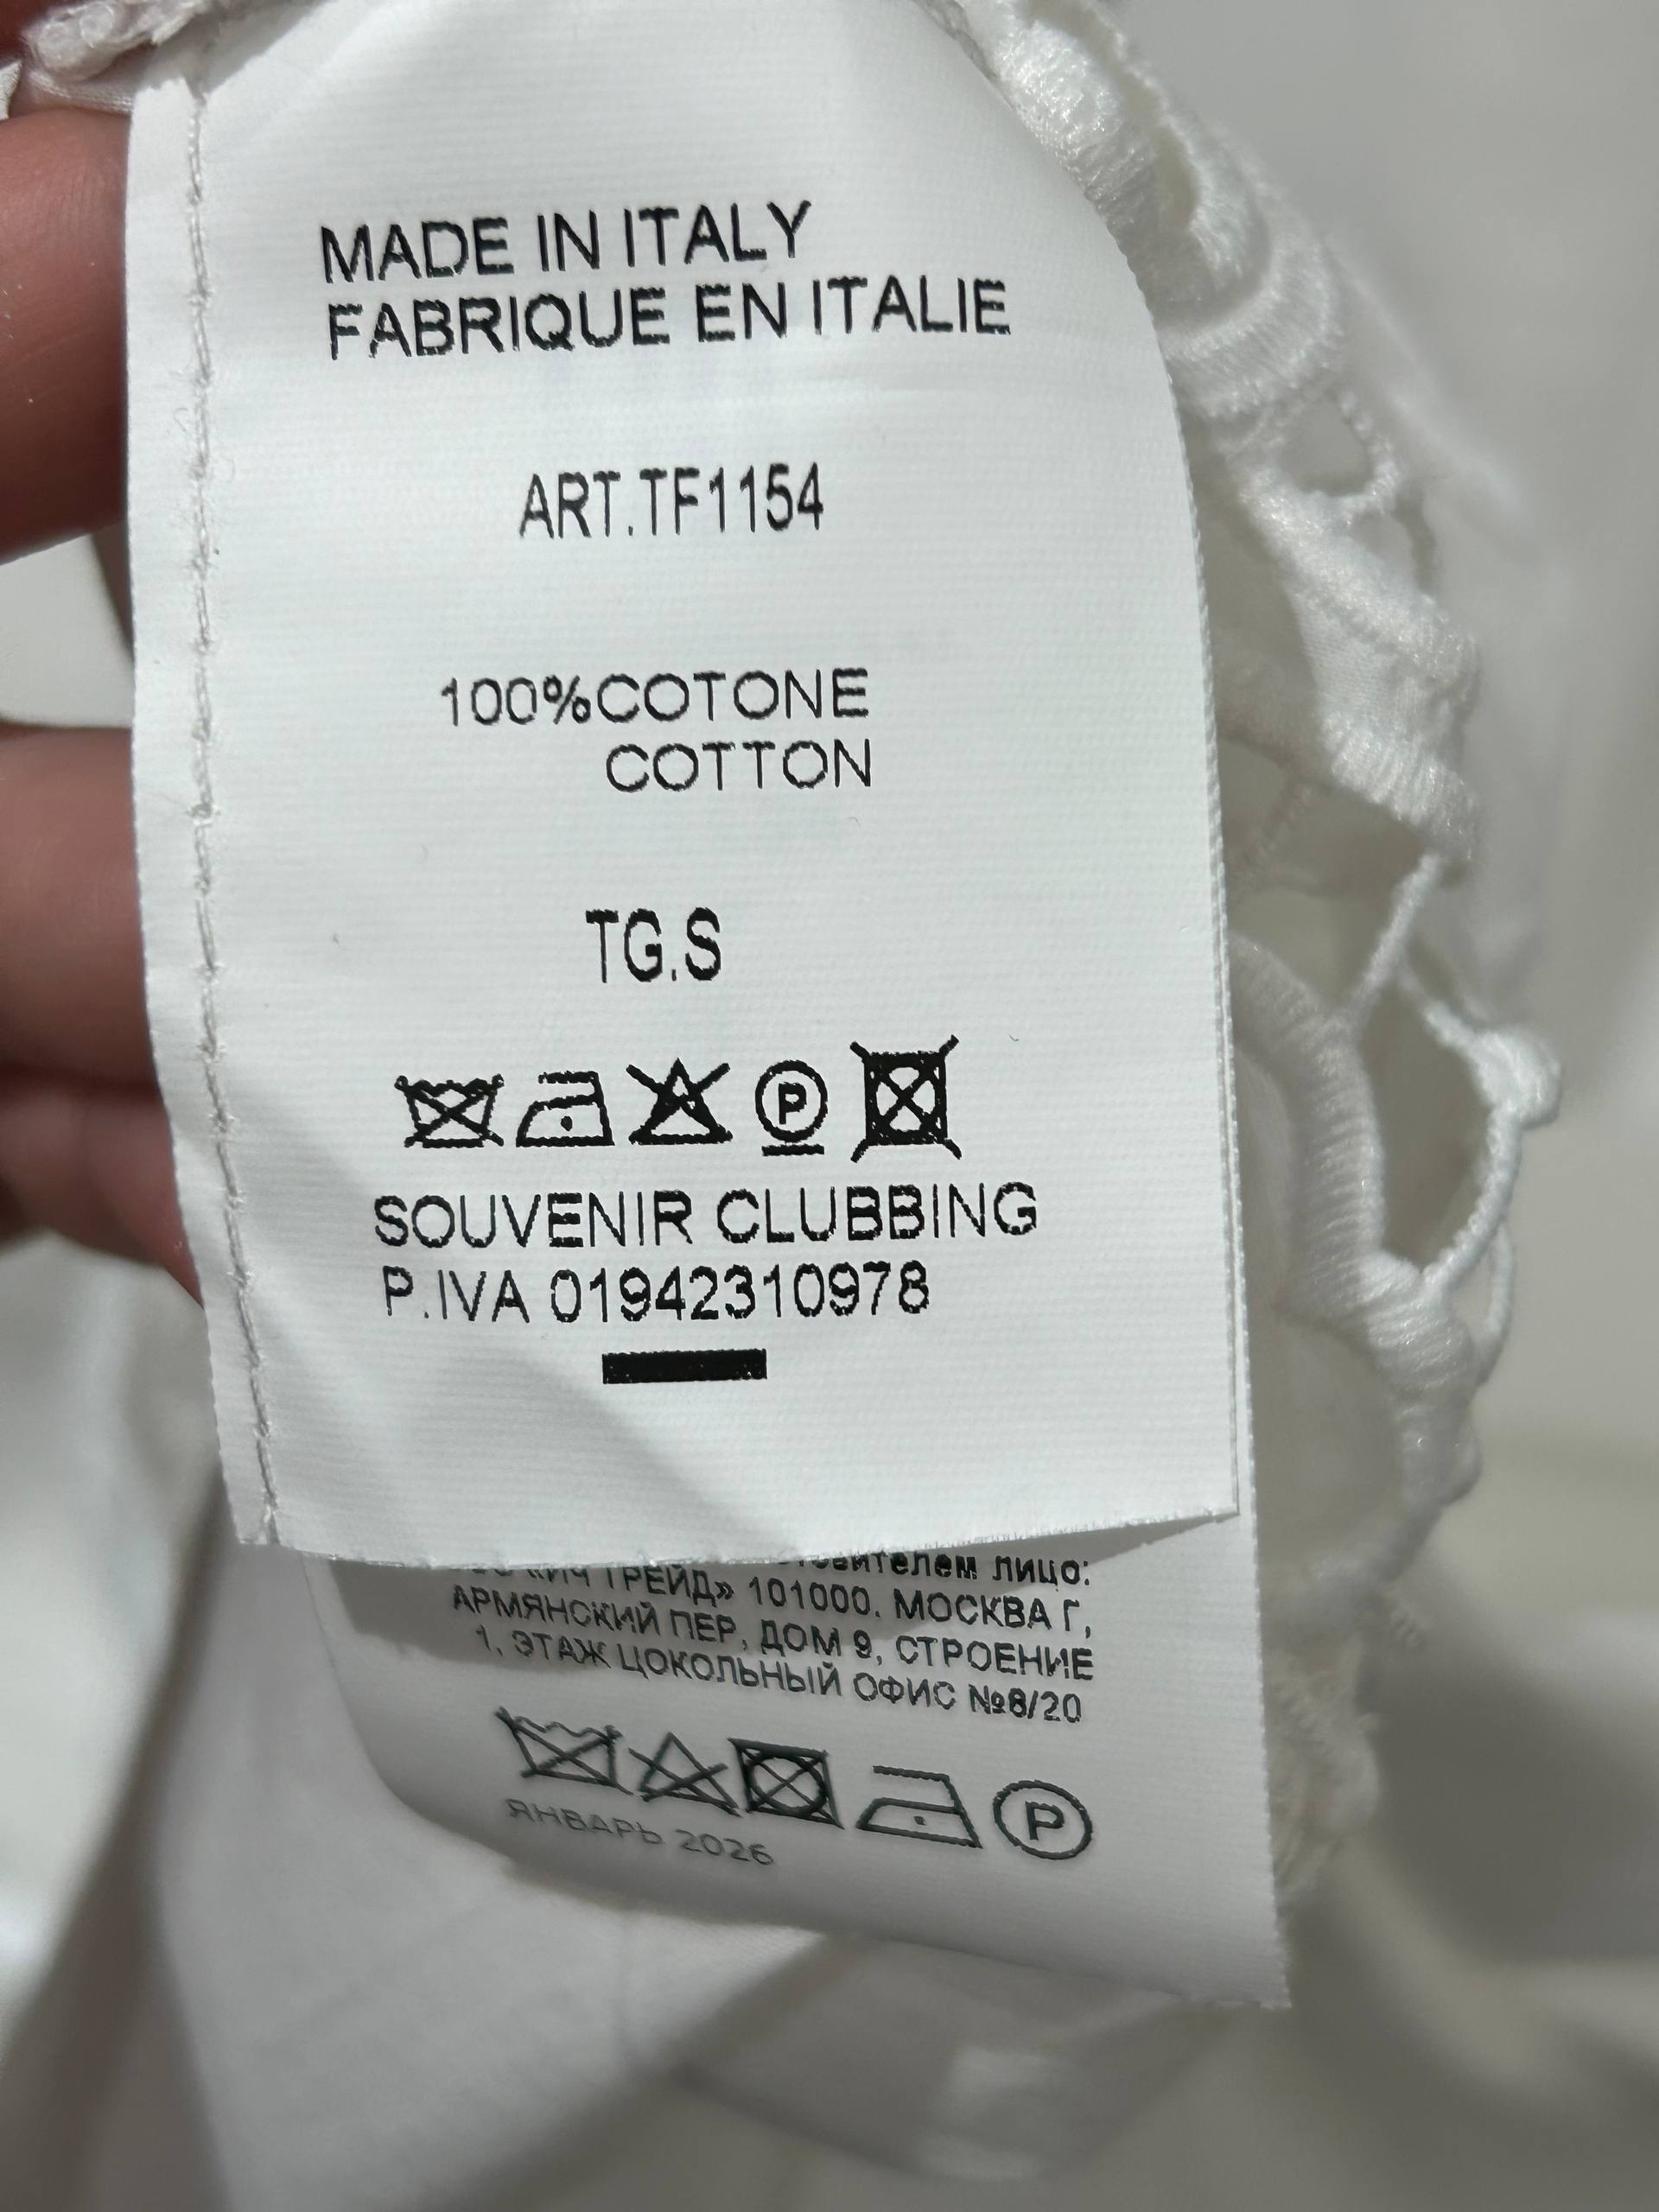 MADE IN ITALY
FABRIQUE EN ITALIE
ART.TF1154
100%COTONE
COTTON
TG.S
P
SOUVENIR CLUBBING
P.IVA 01942310978
лицо:
ТРЕЙД» 101000, МОСКВА Г,
АРМЯНСКИЙ ПЕР, ДОМ 9, СТРОЕНИЕ
1, ЭТАЖ ЦОКОЛЬНЫЙ ОФИС №8/20
P
ЯНВАРЬ 2026